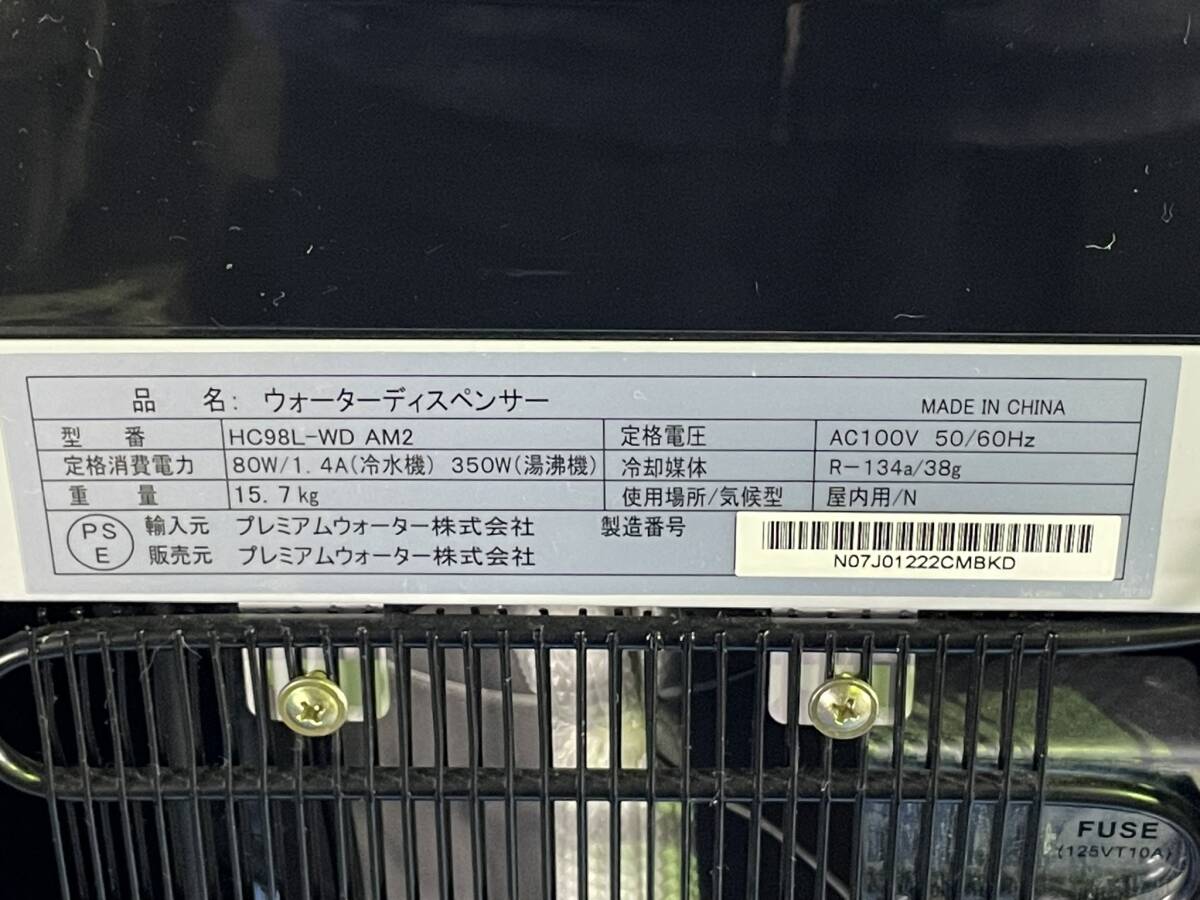 品 名: ウォーターディスペンサー MADE IN CHINA
型 番 HC98L-WD AM2 定格電圧 AC100V 50/60Hz
定格消費電力 80W/1.4A(冷水機) 350W(湯沸機) 冷却媒体 R-134a/38g
重 量 15.7kg 使用場所/気候型 屋内用/N
PS E 輸入元 プレミアムウォーター株式会社 製造番号
販売元 プレミアムウォーター株式会社 N07J01222CMBKD
FUSE
(125VT10A)